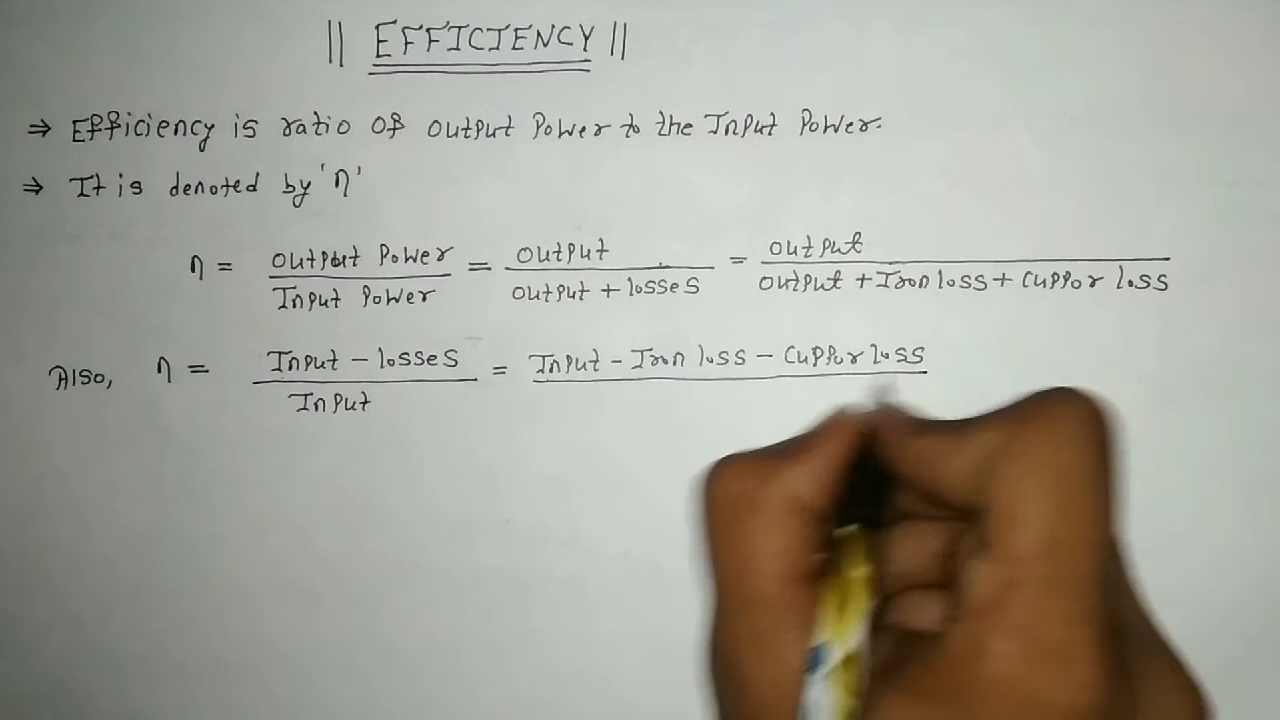 || EFFICIENCY ||
⇒ Efficiency is ratio of output Power to the Input Power.
⇒ It is denoted by 'η'
η = Output Power / Input Power = output / output + losses = output / output + Iron loss + Cuppor loss
Also, η = Input - losses / Input = Input - Iron loss - Cuppor loss